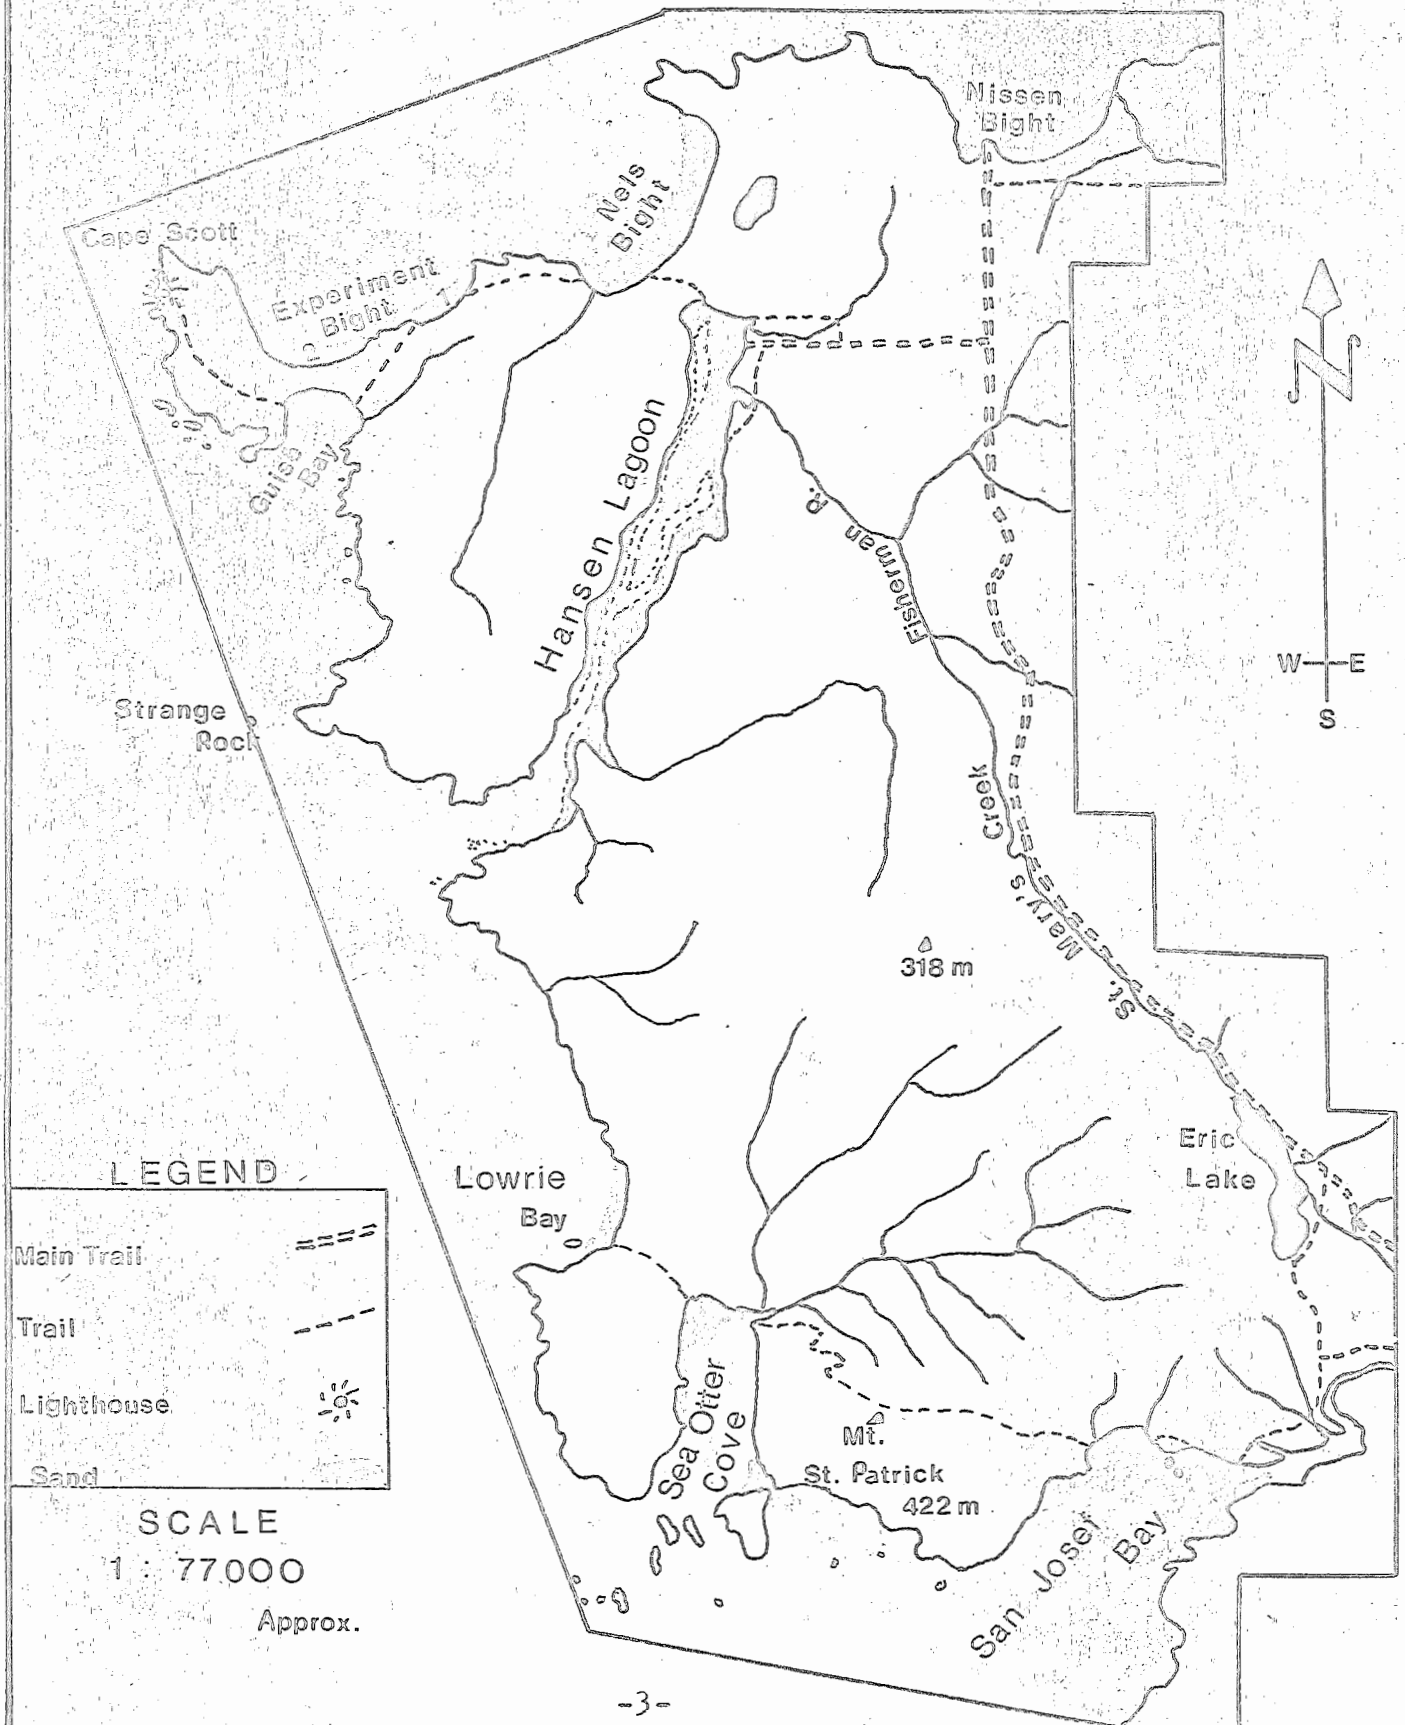 Nissen
Bight
Nels
Bight
Cape Scott
Experiment
Bight
1
2
Guise
Bay
Hansen Lagoon
Fisherman R.
N
W E
S
Strange
Rock
St. Mary's Creek
318 m
Eric
Lake
Lowrie
Bay
Sea Otter
Cove
Mt.
St. Patrick
422 m
San Josef
Bay
LEGEND
Main Trail
Trail
Lighthouse
Sand
SCALE
1 : 77000
Approx.
-3-